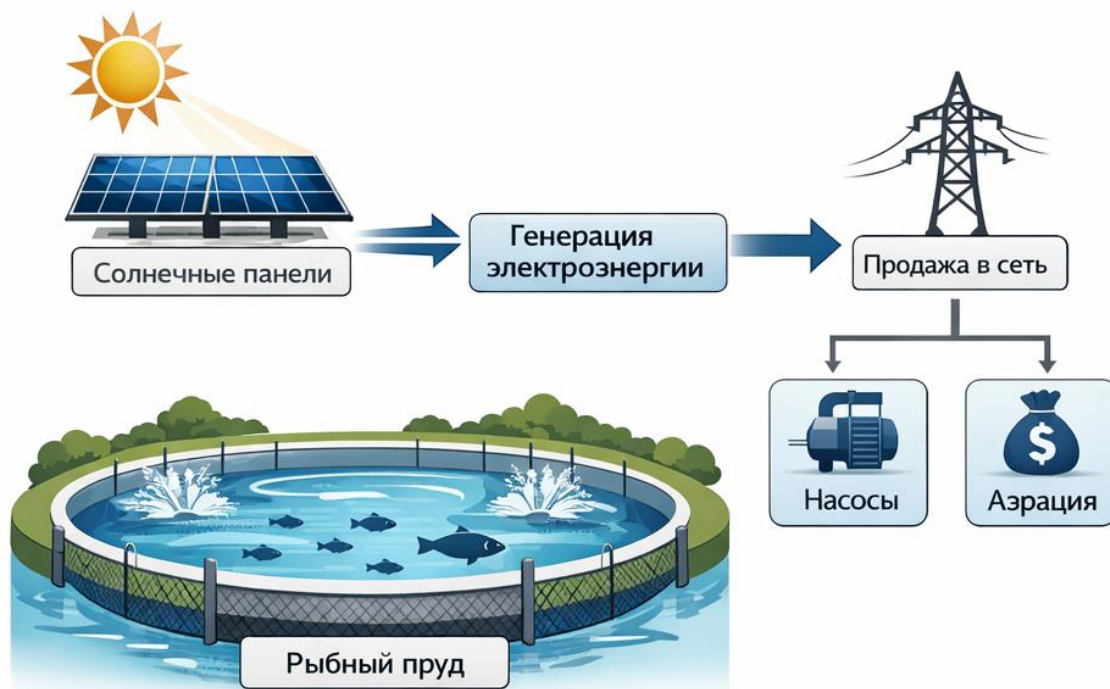 Солнечные панели
Генерация
электроэнергии
Продажа в сеть
Насосы
Аэрация
Рыбный пруд
$